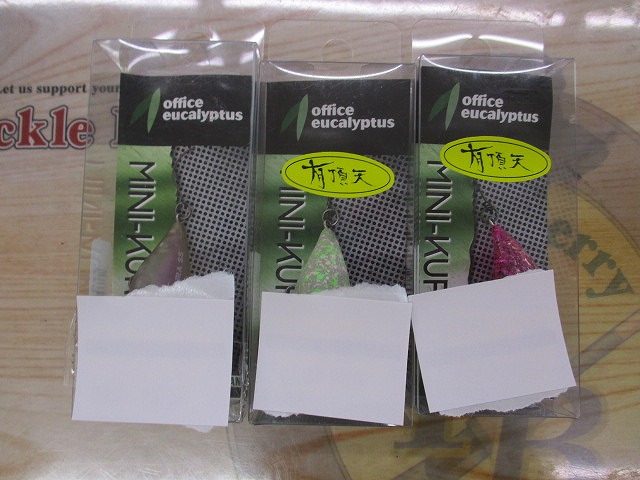 Let us support your
ckle
office
eucalyptus
MINI-KUR
office
eucalyptus
有頂天
MINI-KUR
office
eucalyptus
有頂天
MINI-KUR
erry